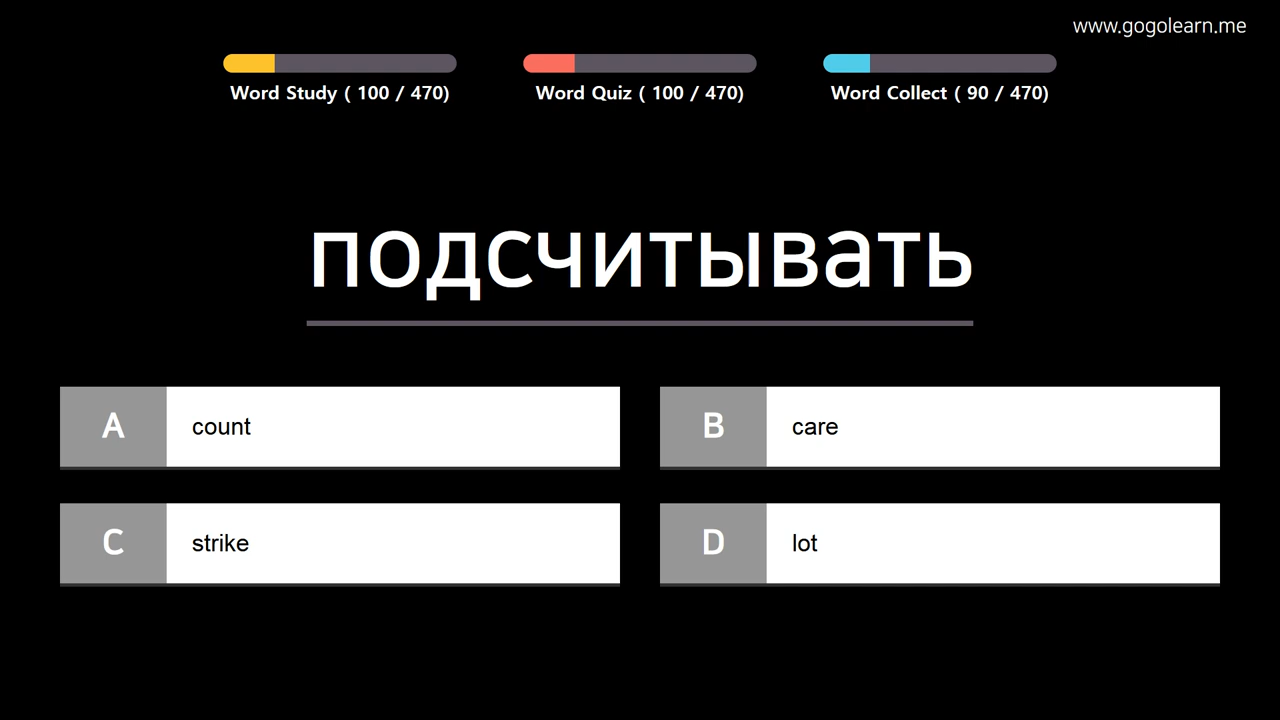 www.gogolearn.me
Word Study ( 100 / 470)
Word Quiz ( 100 / 470)
Word Collect ( 90 / 470)
подсчитывать
A count
B care
C strike
D lot